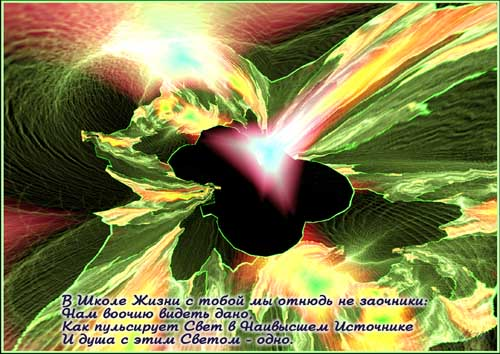 В Школе Жизни с тобой мы отнюдь не заочники:
Нам воочию видеть дано,
Как пульсирует Свет в Наивысшем Источнике
И душа с этим Светом - одно.